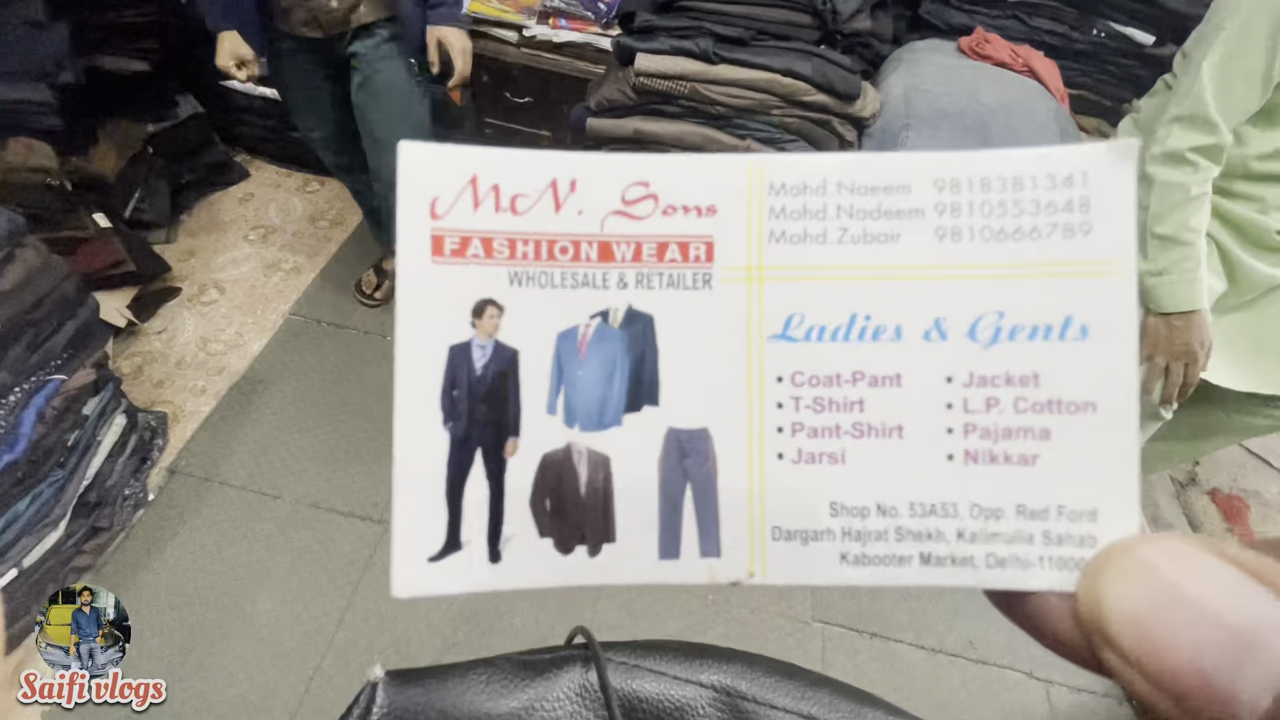 M.N. Sons
FASHION WEAR
WHOLESALE & RETAILER
Mohd. Naeem 9818381341
Mohd. Nadeem 9810553648
Mohd. Zubair 9810666789
Ladies & Gents
• Coat-Pant
• T-Shirt
• Pant-Shirt
• Jarsi
• Jacket
• L.P. Cotton
• Pajama
• Nikkar
Shop No. 53A53, Opp. Red Ford
Dargarh Hajrat Shekh, Kalimulla Sahab
Kabooter Market, Delhi-11000
Saifi vlogs